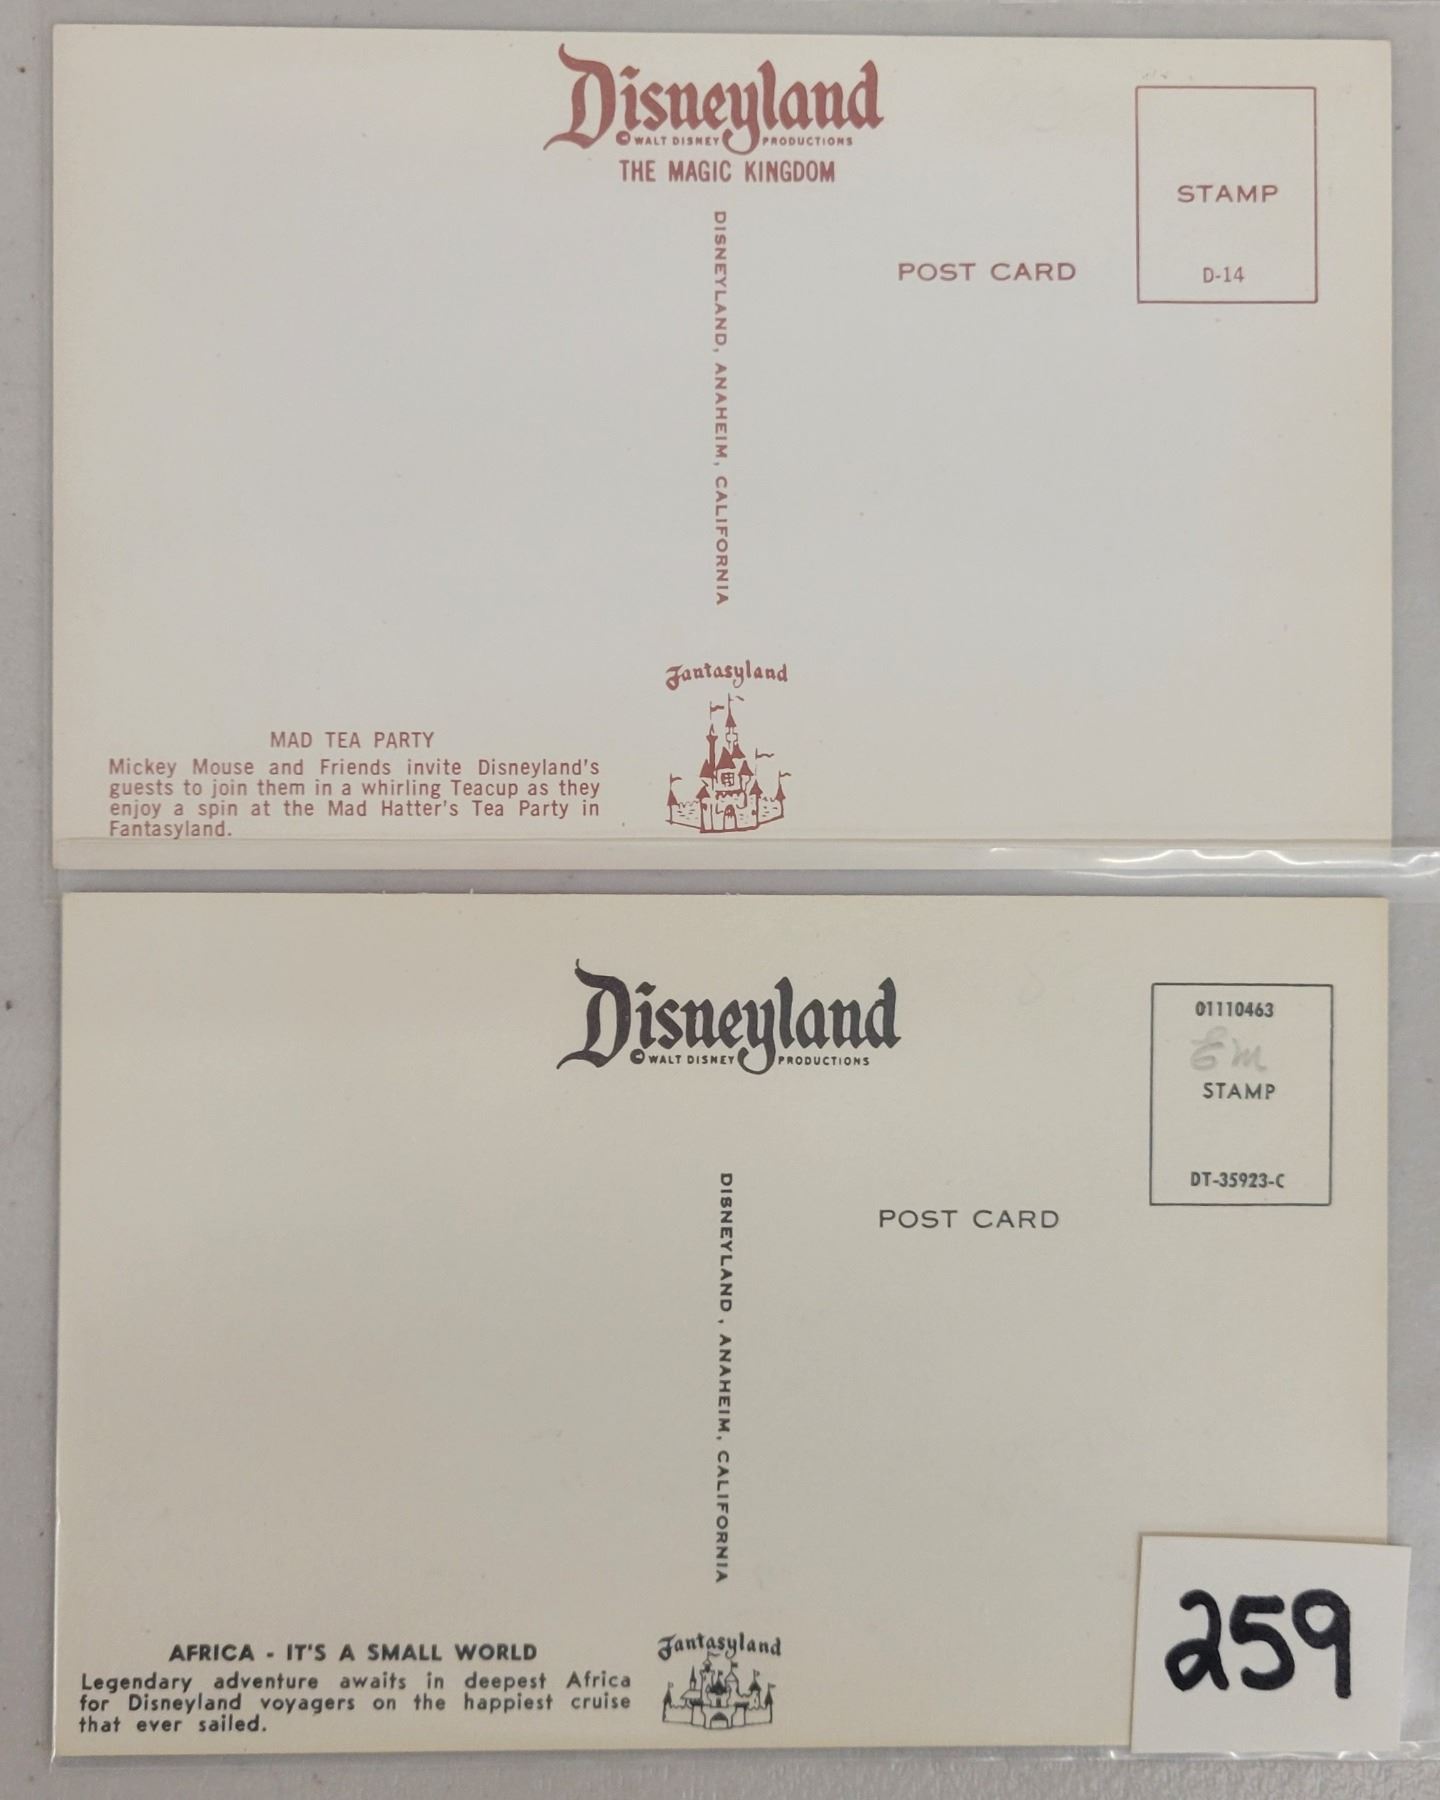 Disneyland
© WALT DISNEY PRODUCTIONS
THE MAGIC KINGDOM
STAMP
D-14
POST CARD
DISNEYLAND, ANAHEIM, CALIFORNIA
Fantasyland
MAD TEA PARTY
Mickey Mouse and Friends invite Disneyland's
guests to join them in a whirling Teacup as they
enjoy a spin at the Mad Hatter's Tea Party in
Fantasyland.
Disneyland
© WALT DISNEY PRODUCTIONS
01110463
Em
STAMP
DT-35923-C
POST CARD
DISNEYLAND, ANAHEIM, CALIFORNIA
Fantasyland
AFRICA - IT'S A SMALL WORLD
Legendary adventure awaits in deepest Africa
for Disneyland voyagers on the happiest cruise
that ever sailed.
259